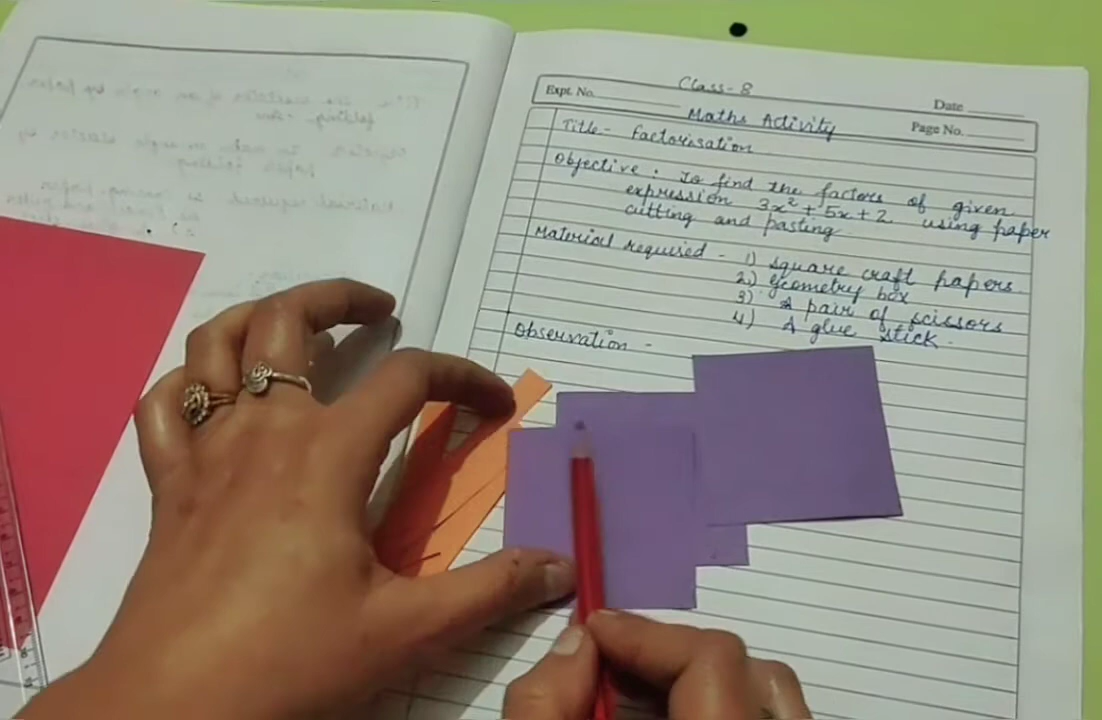 Class-8
Expt. No.
Date
Maths Activity
Page No.
Title- Factorisation
Objective : To find the factors of given
expression 3x² + 5x + 2 using paper
cutting and pasting
Material required - 1) square craft papers
2) geometry box
3) A pair of scissors
4) A glue stick.
Observation -